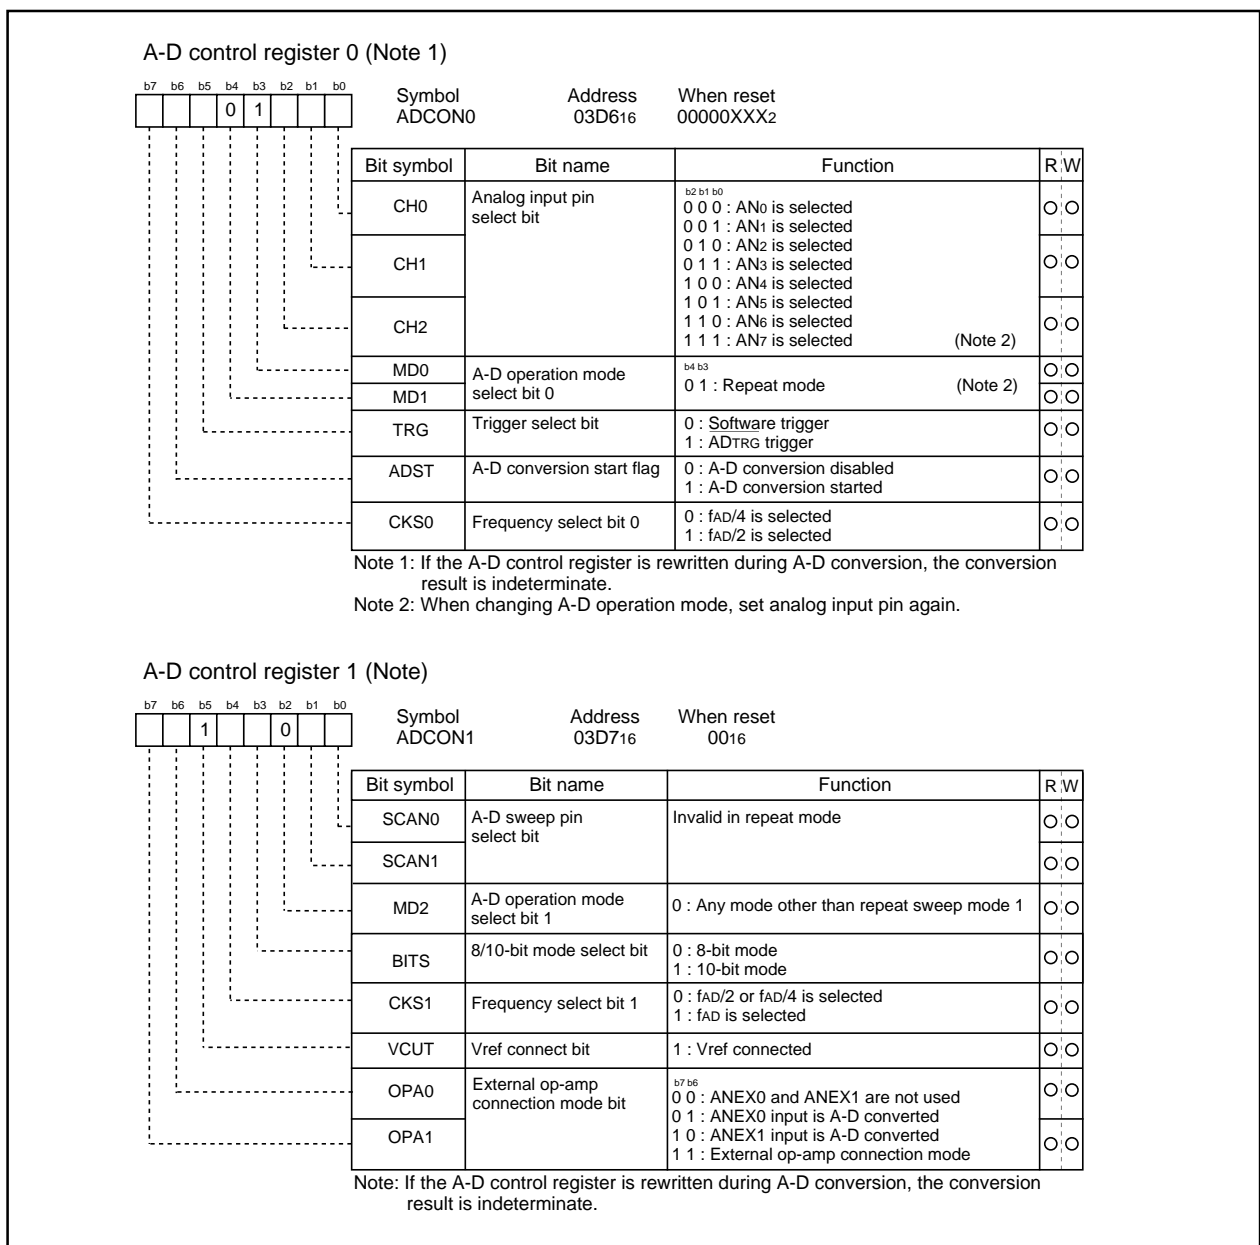 A-D control register 0 (Note 1)
b7 b6 b5 b4 b3 b2 b1 b0
0 1
Symbol Address When reset
ADCON0 03D616 00000XXX2
Bit symbol Bit name Function R W
CH0 Analog input pin
select bit
b2 b1 b0
0 0 0 : AN0 is selected
0 0 1 : AN1 is selected
0 1 0 : AN2 is selected
CH1 0 1 1 : AN3 is selected
1 0 0 : AN4 is selected
1 0 1 : AN5 is selected
CH2 1 1 0 : AN6 is selected
1 1 1 : AN7 is selected (Note 2)
MD0 A-D operation mode
MD1 select bit 0
b4 b3
0 1 : Repeat mode (Note 2)
TRG Trigger select bit 0 : Software trigger
1 : ADTRG trigger
ADST A-D conversion start flag 0 : A-D conversion disabled
1 : A-D conversion started
CKS0 Frequency select bit 0 0 : fAD/4 is selected
1 : fAD/2 is selected
Note 1: If the A-D control register is rewritten during A-D conversion, the conversion
result is indeterminate.
Note 2: When changing A-D operation mode, set analog input pin again.
A-D control register 1 (Note)
b7 b6 b5 b4 b3 b2 b1 b0
1 0
Symbol Address When reset
ADCON1 03D716 0016
Bit symbol Bit name Function R W
SCAN0 A-D sweep pin
select bit
Invalid in repeat mode
SCAN1
MD2 A-D operation mode
select bit 1
0 : Any mode other than repeat sweep mode 1
BITS 8/10-bit mode select bit 0 : 8-bit mode
1 : 10-bit mode
CKS1 Frequency select bit 1 0 : fAD/2 or fAD/4 is selected
1 : fAD is selected
VCUT Vref connect bit 1 : Vref connected
OPA0 External op-amp
connection mode bit
b7 b6
0 0 : ANEX0 and ANEX1 are not used
0 1 : ANEX0 input is A-D converted
OPA1 1 0 : ANEX1 input is A-D converted
1 1 : External op-amp connection mode
Note: If the A-D control register is rewritten during A-D conversion, the conversion
result is indeterminate.